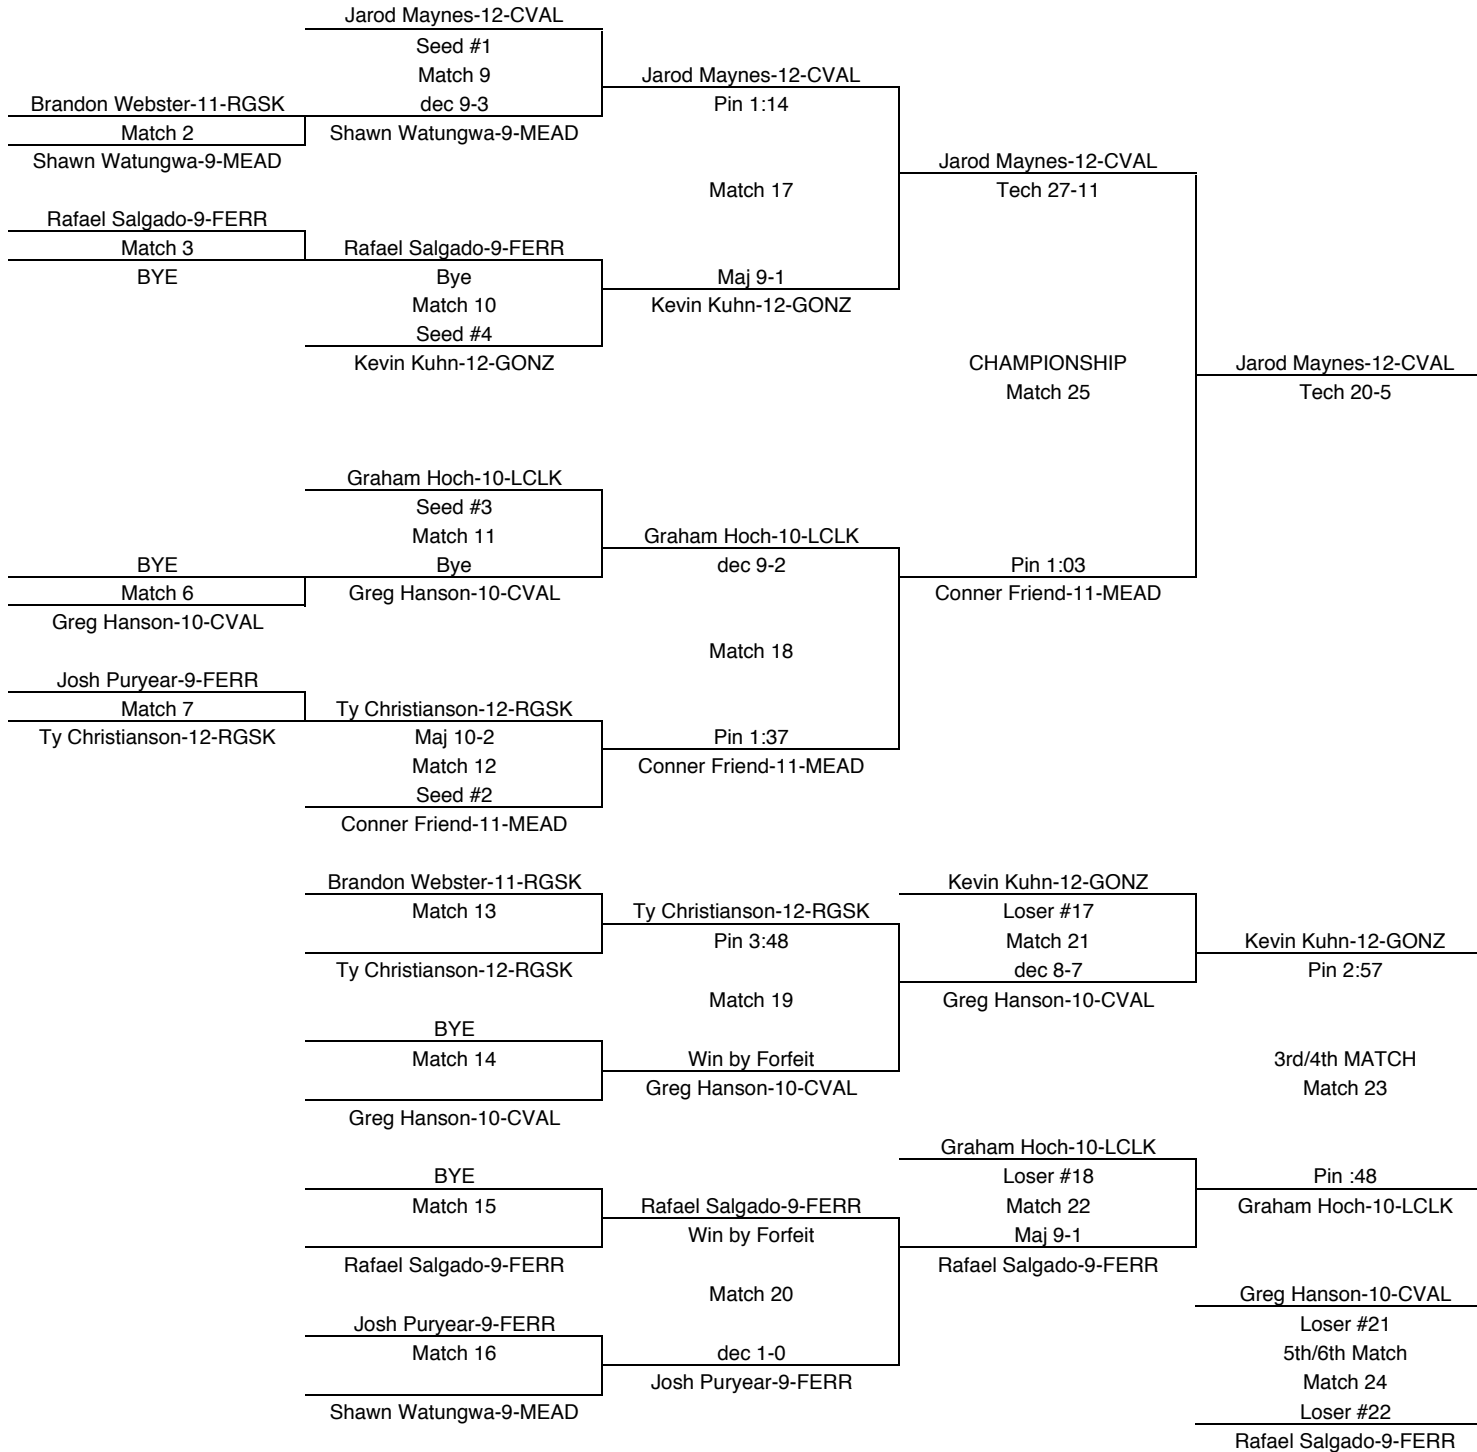 Jarod Maynes-12-CVAL
Seed #1
Match 9
Jarod Maynes-12-CVAL
Brandon Webster-11-RGSK
dec 9-3
Pin 1:14
Match 2
Shawn Watungwa-9-MEAD
Shawn Watungwa-9-MEAD
Jarod Maynes-12-CVAL
Match 17
Tech 27-11
Rafael Salgado-9-FERR
Match 3
Rafael Salgado-9-FERR
BYE
Bye
Maj 9-1
Match 10
Kevin Kuhn-12-GONZ
Seed #4
Kevin Kuhn-12-GONZ
CHAMPIONSHIP
Jarod Maynes-12-CVAL
Match 25
Tech 20-5
Graham Hoch-10-LCLK
Seed #3
Match 11
Graham Hoch-10-LCLK
BYE
Bye
dec 9-2
Pin 1:03
Match 6
Greg Hanson-10-CVAL
Conner Friend-11-MEAD
Greg Hanson-10-CVAL
Match 18
Josh Puryear-9-FERR
Match 7
Ty Christianson-12-RGSK
Ty Christianson-12-RGSK
Maj 10-2
Pin 1:37
Match 12
Conner Friend-11-MEAD
Seed #2
Conner Friend-11-MEAD
Brandon Webster-11-RGSK
Kevin Kuhn-12-GONZ
Match 13
Ty Christianson-12-RGSK
Loser #17
Pin 3:48
Match 21
Kevin Kuhn-12-GONZ
Ty Christianson-12-RGSK
dec 8-7
Pin 2:57
Match 19
Greg Hanson-10-CVAL
BYE
Match 14
Win by Forfeit
3rd/4th MATCH
Greg Hanson-10-CVAL
Match 23
Greg Hanson-10-CVAL
Graham Hoch-10-LCLK
BYE
Loser #18
Pin :48
Match 15
Rafael Salgado-9-FERR
Match 22
Graham Hoch-10-LCLK
Win by Forfeit
Maj 9-1
Rafael Salgado-9-FERR
Rafael Salgado-9-FERR
Match 20
Greg Hanson-10-CVAL
Josh Puryear-9-FERR
Loser #21
Match 16
dec 1-0
5th/6th Match
Josh Puryear-9-FERR
Match 24
Shawn Watungwa-9-MEAD
Loser #22
Rafael Salgado-9-FERR